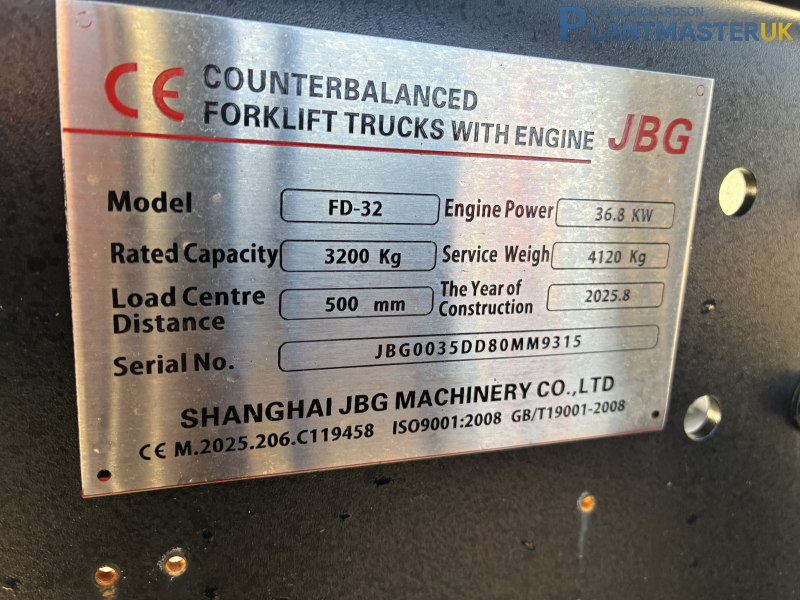 PLANTMASTERUK
CE COUNTERBALANCED
FORKLIFT TRUCKS WITH ENGINE JBG
Model FD-32 Engine Power 36.8 KW
Rated Capacity 3200 Kg Service Weigh 4120 Kg
Load Centre
Distance 500 mm The Year of
Construction 2025.8
Serial No. JBG0035DD80MM9315
SHANGHAI JBG MACHINERY CO.,LTD
CE M.2025.206.C119458 ISO9001:2008 GB/T19001-2008